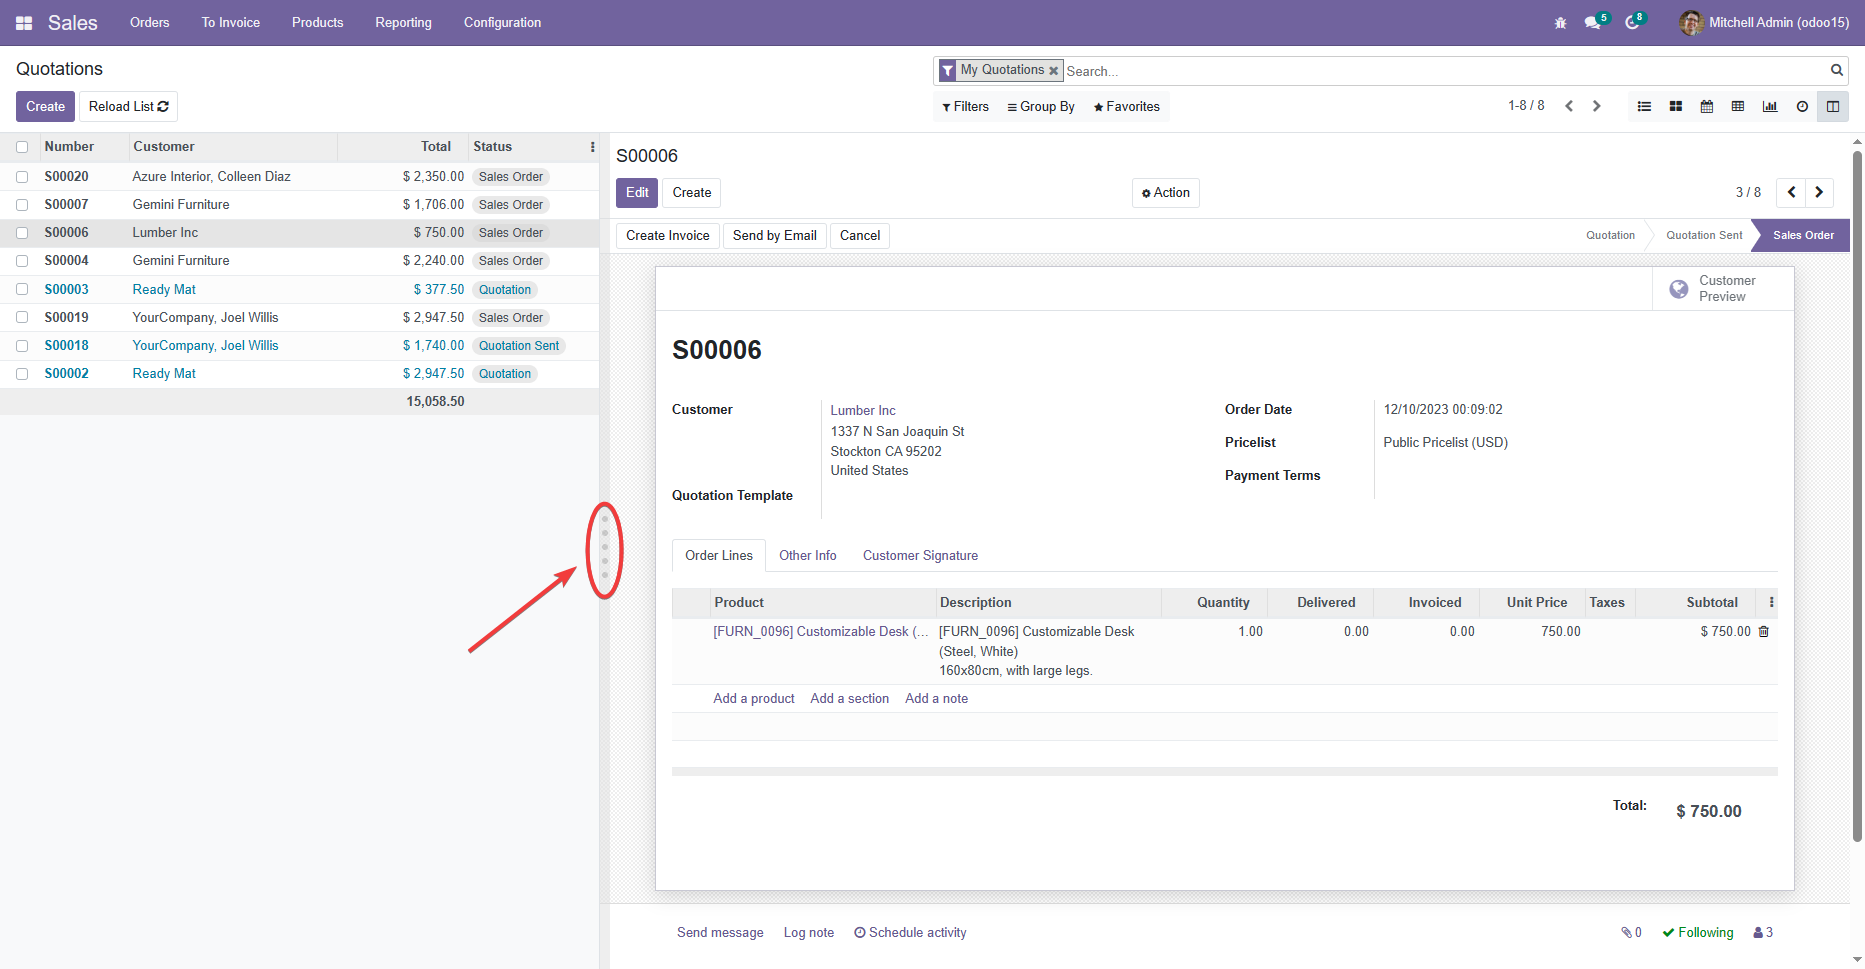 Sales Orders To Invoice Products Reporting Configuration 5 8 Mitchell Admin (odoo15)
Quotations
My Quotations Search...
Create Reload List
Filters Group By Favorites 1-8 / 8
Number Customer Total Status
S00020 Azure Interior, Colleen Diaz $ 2,350.00 Sales Order
S00007 Gemini Furniture $ 1,706.00 Sales Order
S00006 Lumber Inc $ 750.00 Sales Order
S00004 Gemini Furniture $ 2,240.00 Sales Order
S00003 Ready Mat $ 377.50 Quotation
S00019 YourCompany, Joel Willis $ 2,947.50 Sales Order
S00018 YourCompany, Joel Willis $ 1,740.00 Quotation Sent
S00002 Ready Mat $ 2,947.50 Quotation
15,058.50
S00006
Edit Create Action 3 / 8
Create Invoice Send by Email Cancel Quotation Quotation Sent Sales Order
Customer
Preview
S00006
Customer Lumber Inc
1337 N San Joaquin St
Stockton CA 95202
United States
Quotation Template
Order Date 12/10/2023 00:09:02
Pricelist Public Pricelist (USD)
Payment Terms
Order Lines Other Info Customer Signature
Product Description Quantity Delivered Invoiced Unit Price Taxes Subtotal
[FURN_0096] Customizable Desk (... [FURN_0096] Customizable Desk 1.00 0.00 0.00 750.00 $ 750.00
(Steel, White)
160x80cm, with large legs.
Add a product Add a section Add a note
Total: $ 750.00
Send message Log note Schedule activity 0 Following 3